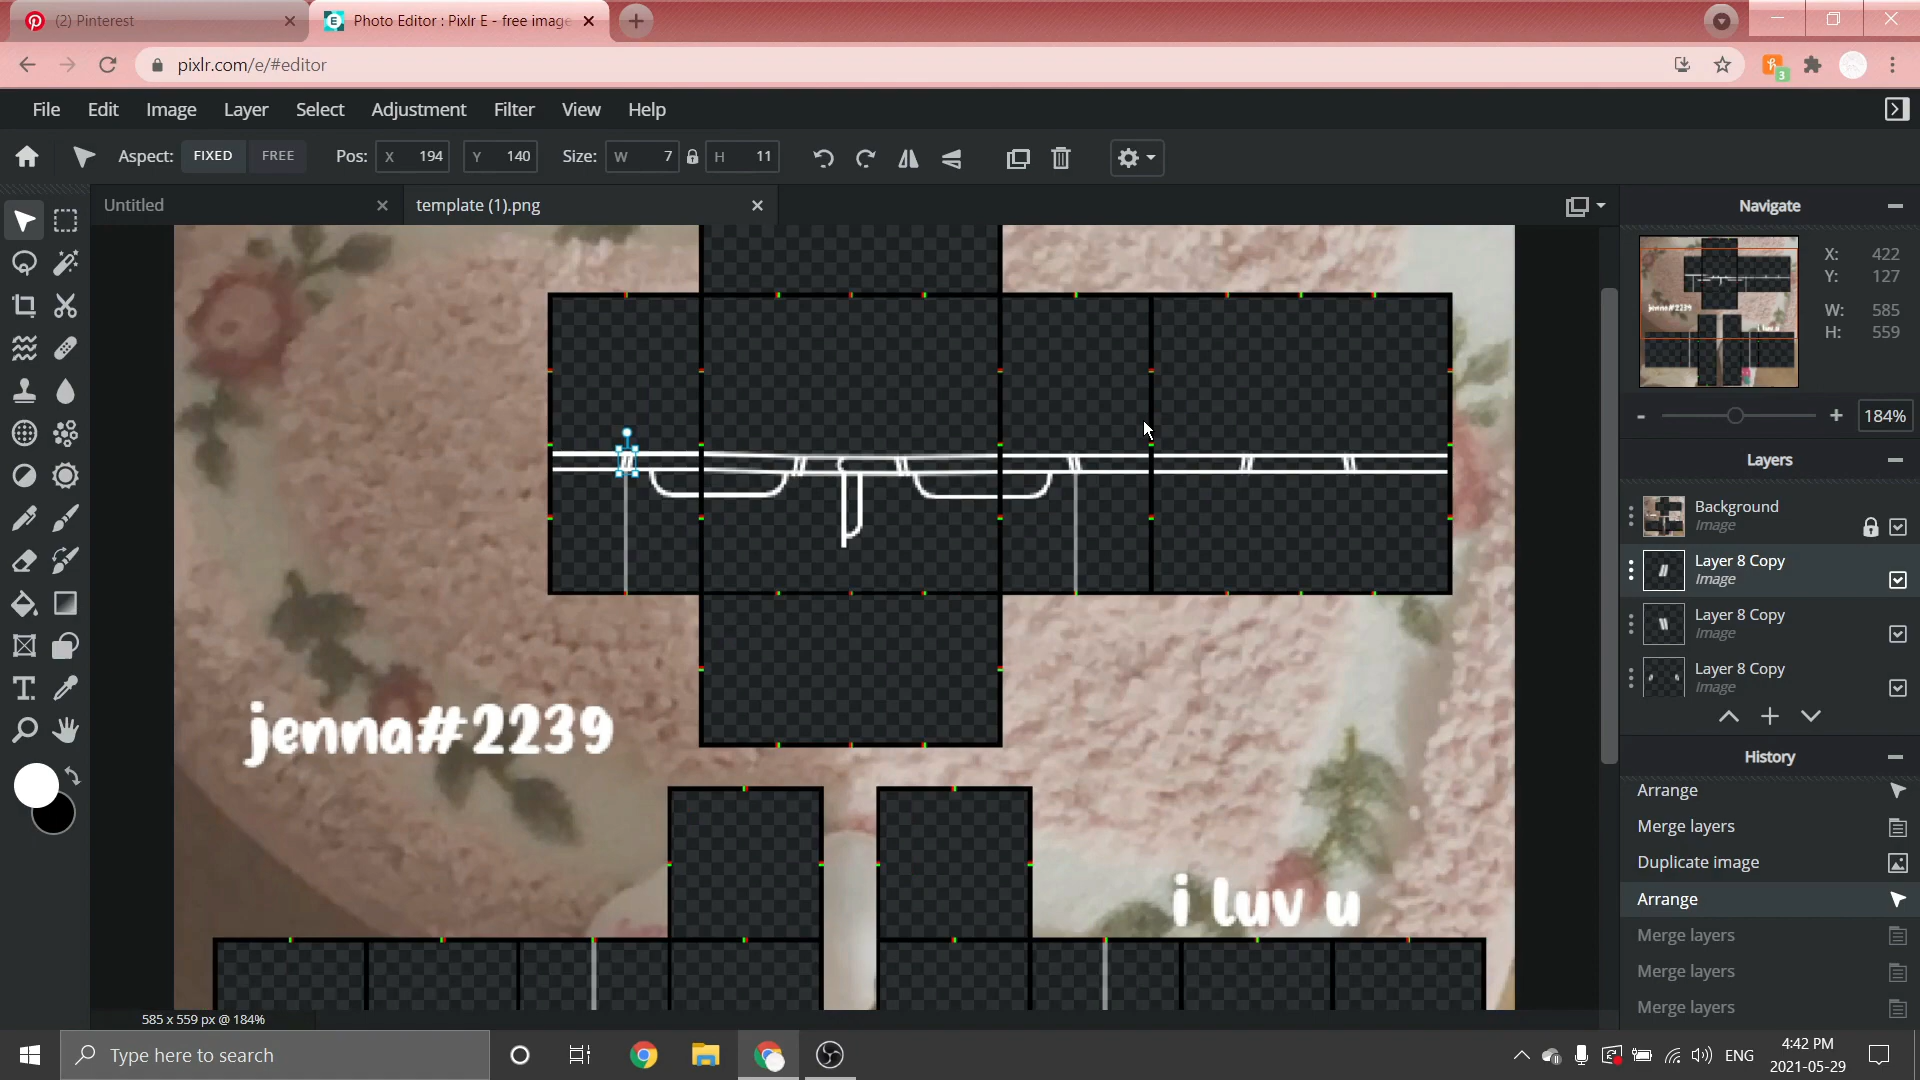 (2) Pinterest
Photo Editor : Pixlr E - free image
pixlr.com/e/#editor
3
File Edit Image Layer Select Adjustment Filter View Help
Aspect: FIXED FREE Pos: X 194 Y 140 Size: W 7 H 11
Untitled
template (1).png
Navigate
X: 422
Y: 127
W: 585
H: 559
- + 184%
Layers
Background
Image
Layer 8 Copy
Image
Layer 8 Copy
Image
Layer 8 Copy
Image
jenna#2239
i luv u
History
Arrange
Merge layers
Duplicate image
Arrange
Merge layers
Merge layers
Merge layers
585 x 559 px @ 184%
Type here to search
ENG
4:42 PM
2021-05-29